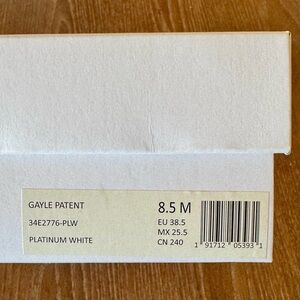 GAYLE PATENT
34E2776-PLW
PLATINUM WHITE
8.5 M
EU 38.5
MX 25.5
CN 240
1 91712 05393 1